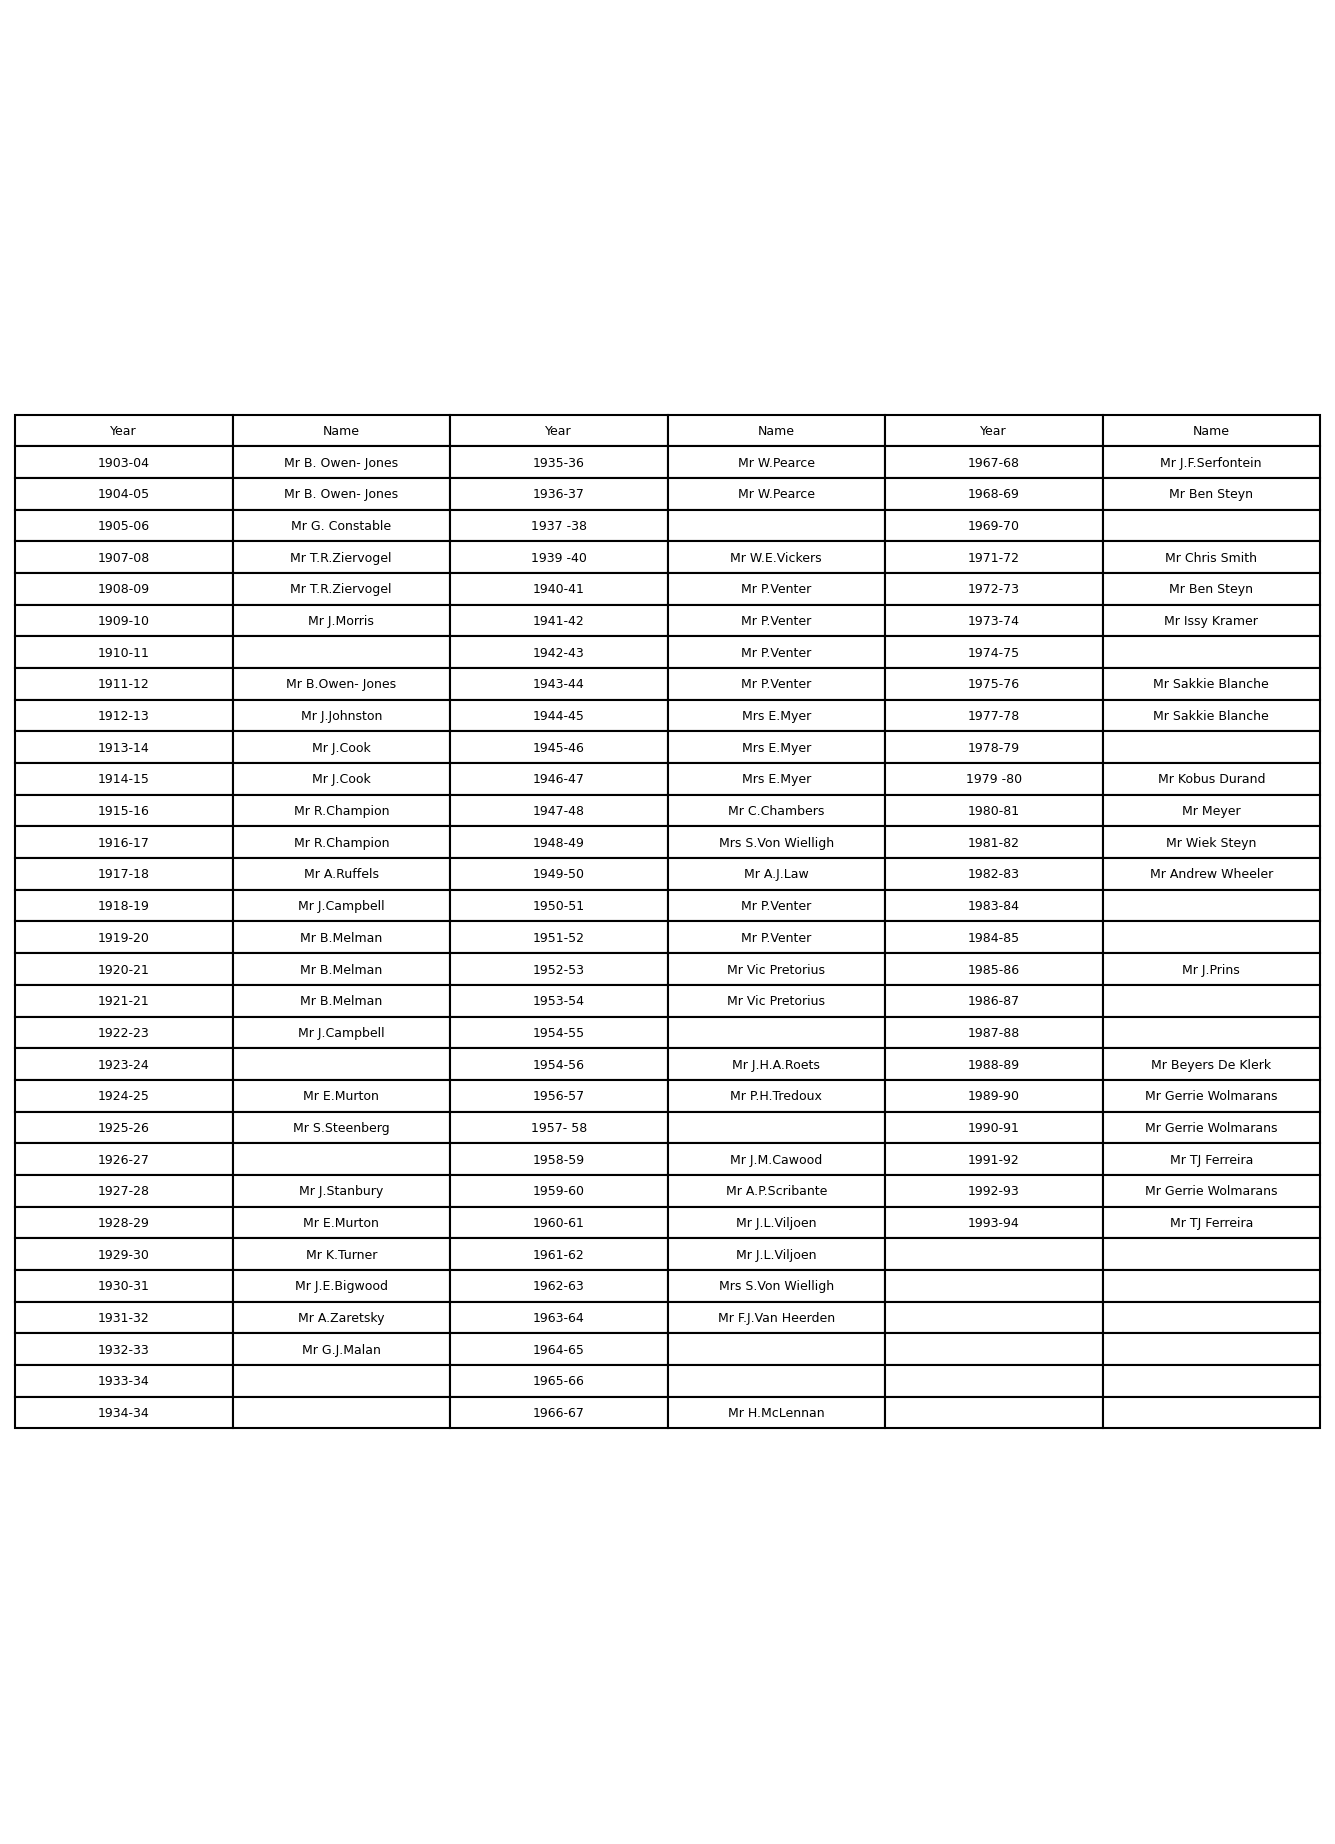 Year Name Year Name Year Name
1903-04 Mr B. Owen- Jones 1935-36 Mr W.Pearce 1967-68 Mr J.F.Serfontein
1904-05 Mr B. Owen- Jones 1936-37 Mr W.Pearce 1968-69 Mr Ben Steyn
1905-06 Mr G. Constable 1937 -38 1969-70
1907-08 Mr T.R.Ziervogel 1939 -40 Mr W.E.Vickers 1971-72 Mr Chris Smith
1908-09 Mr T.R.Ziervogel 1940-41 Mr P.Venter 1972-73 Mr Ben Steyn
1909-10 Mr J.Morris 1941-42 Mr P.Venter 1973-74 Mr Issy Kramer
1910-11 1942-43 Mr P.Venter 1974-75
1911-12 Mr B.Owen- Jones 1943-44 Mr P.Venter 1975-76 Mr Sakkie Blanche
1912-13 Mr J.Johnston 1944-45 Mrs E.Myer 1977-78 Mr Sakkie Blanche
1913-14 Mr J.Cook 1945-46 Mrs E.Myer 1978-79
1914-15 Mr J.Cook 1946-47 Mrs E.Myer 1979 -80 Mr Kobus Durand
1915-16 Mr R.Champion 1947-48 Mr C.Chambers 1980-81 Mr Meyer
1916-17 Mr R.Champion 1948-49 Mrs S.Von Wielligh 1981-82 Mr Wiek Steyn
1917-18 Mr A.Ruffels 1949-50 Mr A.J.Law 1982-83 Mr Andrew Wheeler
1918-19 Mr J.Campbell 1950-51 Mr P.Venter 1983-84
1919-20 Mr B.Melman 1951-52 Mr P.Venter 1984-85
1920-21 Mr B.Melman 1952-53 Mr Vic Pretorius 1985-86 Mr J.Prins
1921-21 Mr B.Melman 1953-54 Mr Vic Pretorius 1986-87
1922-23 Mr J.Campbell 1954-55 1987-88
1923-24 1954-56 Mr J.H.A.Roets 1988-89 Mr Beyers De Klerk
1924-25 Mr E.Murton 1956-57 Mr P.H.Tredoux 1989-90 Mr Gerrie Wolmarans
1925-26 Mr S.Steenberg 1957- 58 1990-91 Mr Gerrie Wolmarans
1926-27 1958-59 Mr J.M.Cawood 1991-92 Mr TJ Ferreira
1927-28 Mr J.Stanbury 1959-60 Mr A.P.Scribante 1992-93 Mr Gerrie Wolmarans
1928-29 Mr E.Murton 1960-61 Mr J.L.Viljoen 1993-94 Mr TJ Ferreira
1929-30 Mr K.Turner 1961-62 Mr J.L.Viljoen
1930-31 Mr J.E.Bigwood 1962-63 Mrs S.Von Wielligh
1931-32 Mr A.Zaretsky 1963-64 Mr F.J.Van Heerden
1932-33 Mr G.J.Malan 1964-65
1933-34 1965-66
1934-34 1966-67 Mr H.McLennan